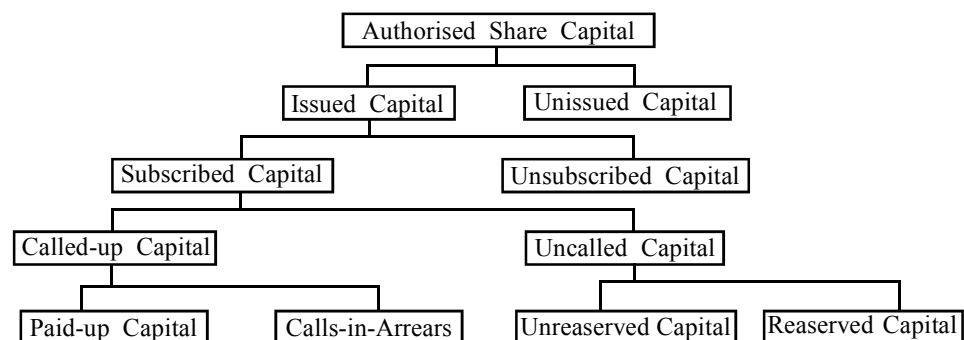 Authorised Share Capital
Issued Capital
Unissued Capital
Subscribed Capital
Unsubscribed Capital
Called-up Capital
Uncalled Capital
Paid-up Capital
Calls-in-Arrears
Unreaserved Capital
Reaserved Capital